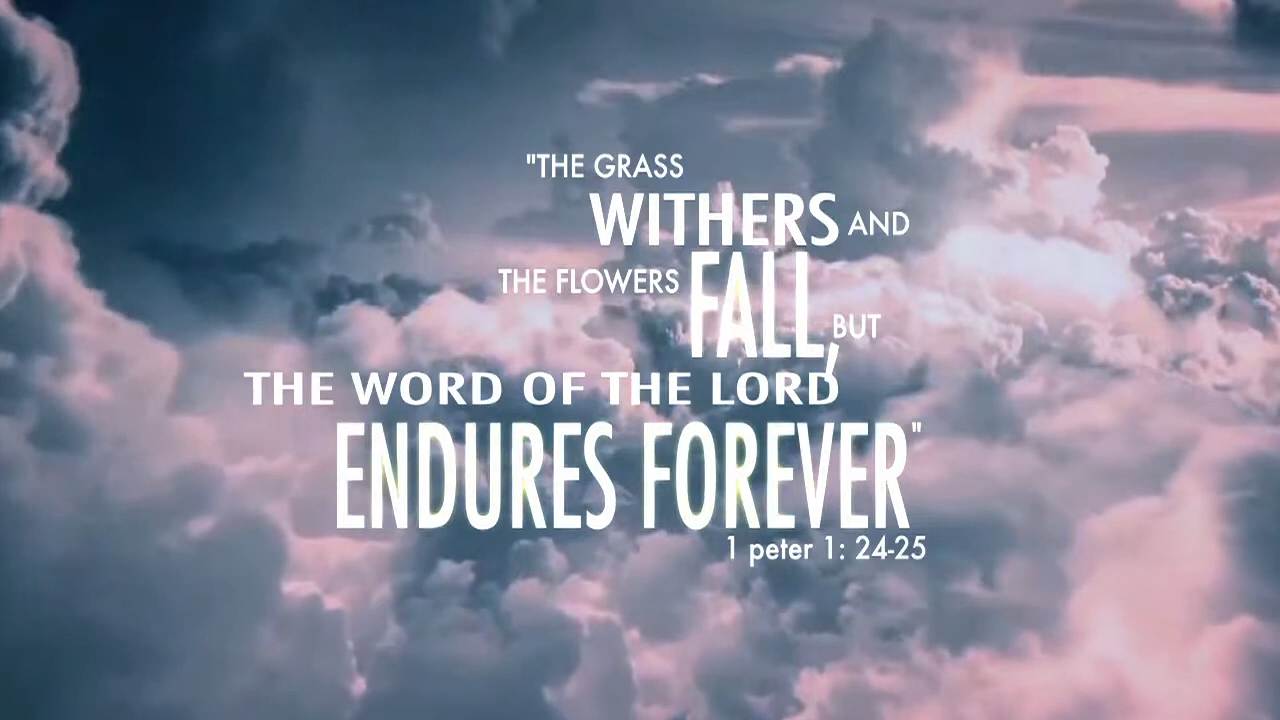 "THE GRASS
WITHERS AND
THE FLOWERS FALL, BUT
THE WORD OF THE LORD
ENDURES FOREVER"
1 peter 1: 24-25